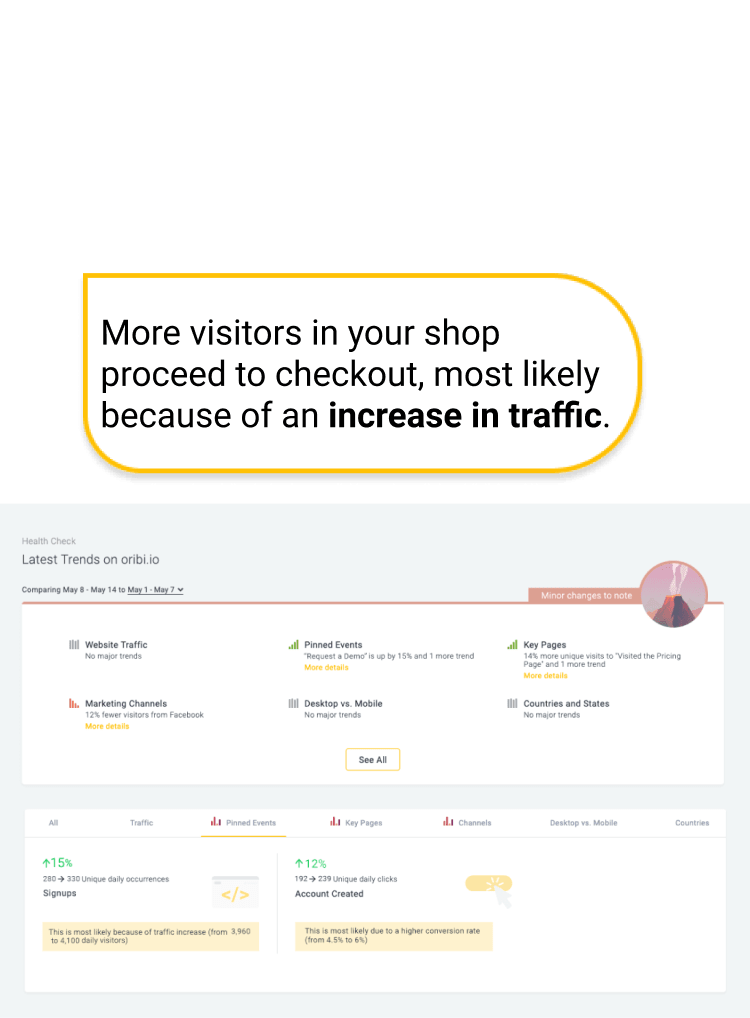 More visitors in your shop
proceed to checkout, most likely
because of an increase in traffic.
Health Check
Latest Trends on oribi.io
Comparing May 8 - May 14 to May 1 - May 7
Minor changes to note
Website Traffic
No major trends
Pinned Events
"Request a Demo" is up by 15% and 1 more trend
More details
Key Pages
14% more unique visits to "Visited the Pricing
Page" and 1 more trend
More details
Marketing Channels
12% fewer visitors from Facebook
More details
Desktop vs. Mobile
No major trends
Countries and States
No major trends
See All
All
Traffic
Pinned Events
Key Pages
Channels
Desktop vs. Mobile
Countries
↑15%
280 → 330 Unique daily occurrences
Signups
</>
This is most likely because of traffic increase (from 3,960
to 4,100 daily visitors)
↑12%
192 → 239 Unique daily clicks
Account Created
This is most likely due to a higher conversion rate
(from 4.5% to 6%)